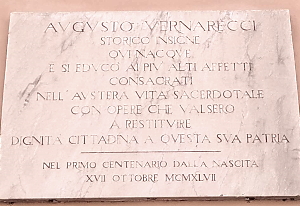 AVGVSTO VERNARECCI
STORICO INSIGNE
QVI NACQVE
E SI EDVCÒ AI PIV' ALTI AFFETTI
CONSACRATI
NELL'AVSTERA VITA SACERDOTALE
CON OPERE CHE VALSERO
A RESTITVIRE
DIGNITÀ CITTADINA A QVESTA SVA PATRIA
NEL PRIMO CENTENARIO DALLA NASCITA
XVII OTTOBRE MCMXLVII